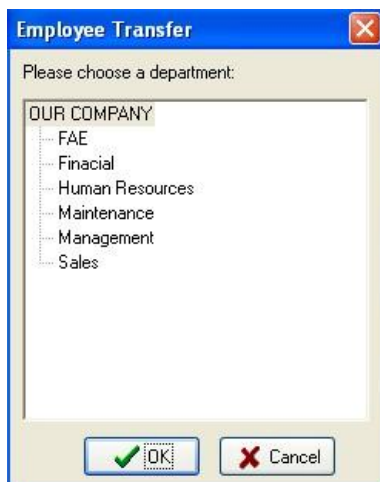 Employee Transfer
Please choose a department:
OUR COMPANY
FAE
Finacial
Human Resources
Maintenance
Management
Sales
OK
Cancel